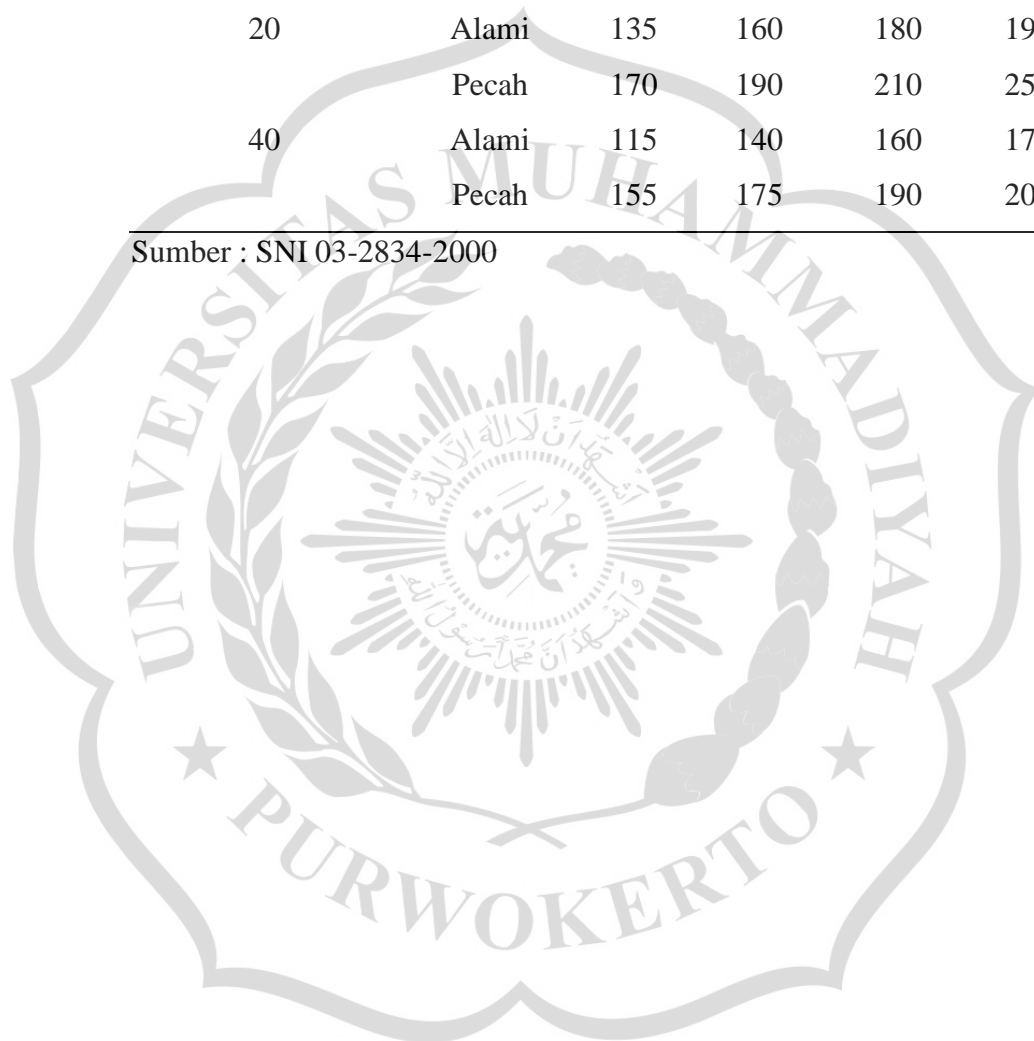 20 Alami 135 160 180 19
Pecah 170 190 210 25
40 Alami 115 140 160 17
Pecah 155 175 190 20
Sumber : SNI 03-2834-2000
UNIVERSITAS MUHAMMADIYAH
PURWOKERTO